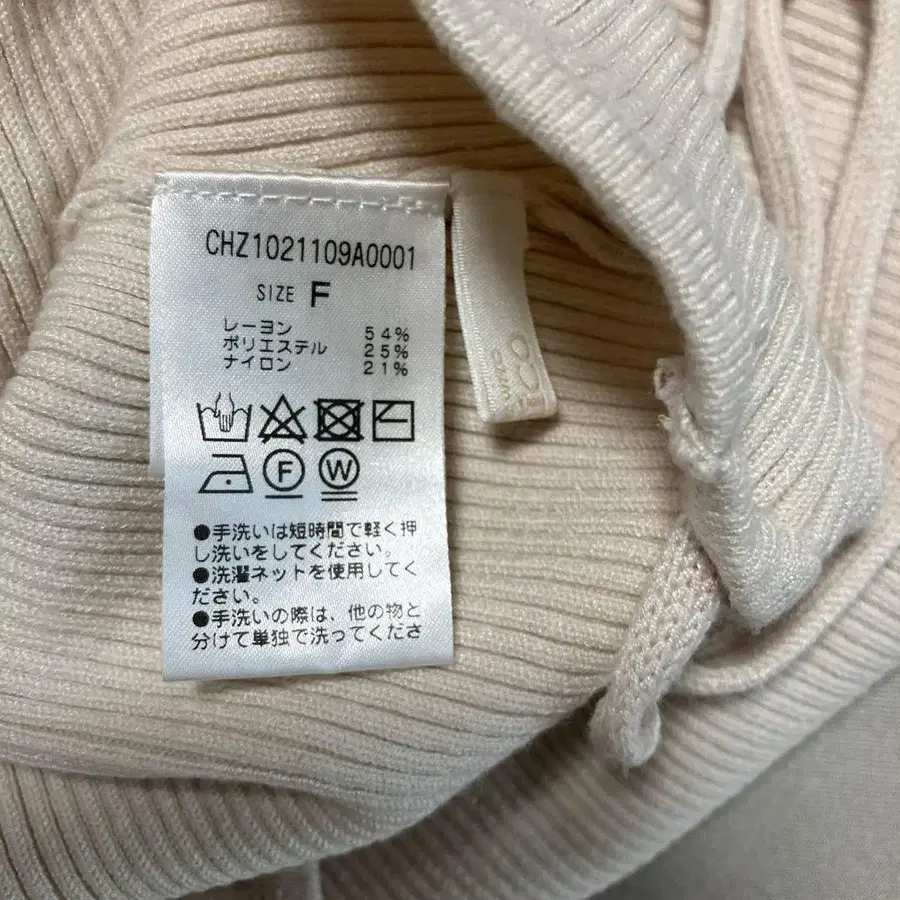 CHZ1021109A0001
SIZE F
レーヨン 54%
ポリエステル 25%
ナイロン 21%
F W
●手洗いは短時間で軽く押
し洗いをしてください。
●洗濯ネットを使用してく
ださい。
●手洗いの際は、他の物と
分けて単独で洗ってくださ